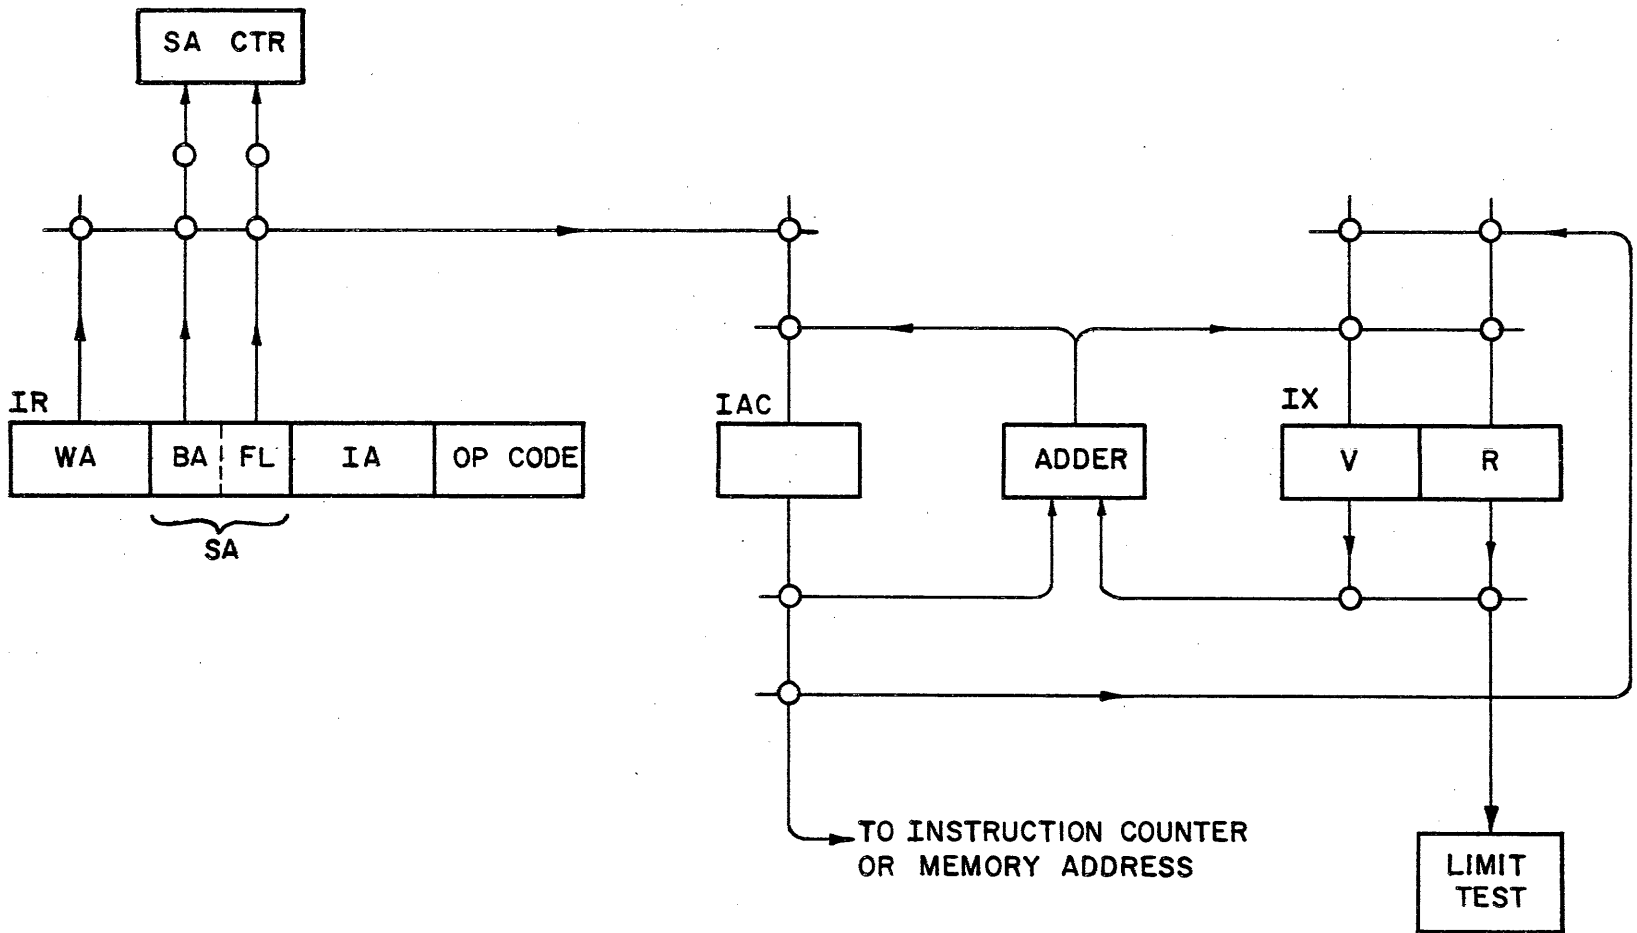 SA CTR
IR
WA BA FL IA OP CODE
SA
IAC
ADDER
IX
V R
TO INSTRUCTION COUNTER
OR MEMORY ADDRESS
LIMIT
TEST